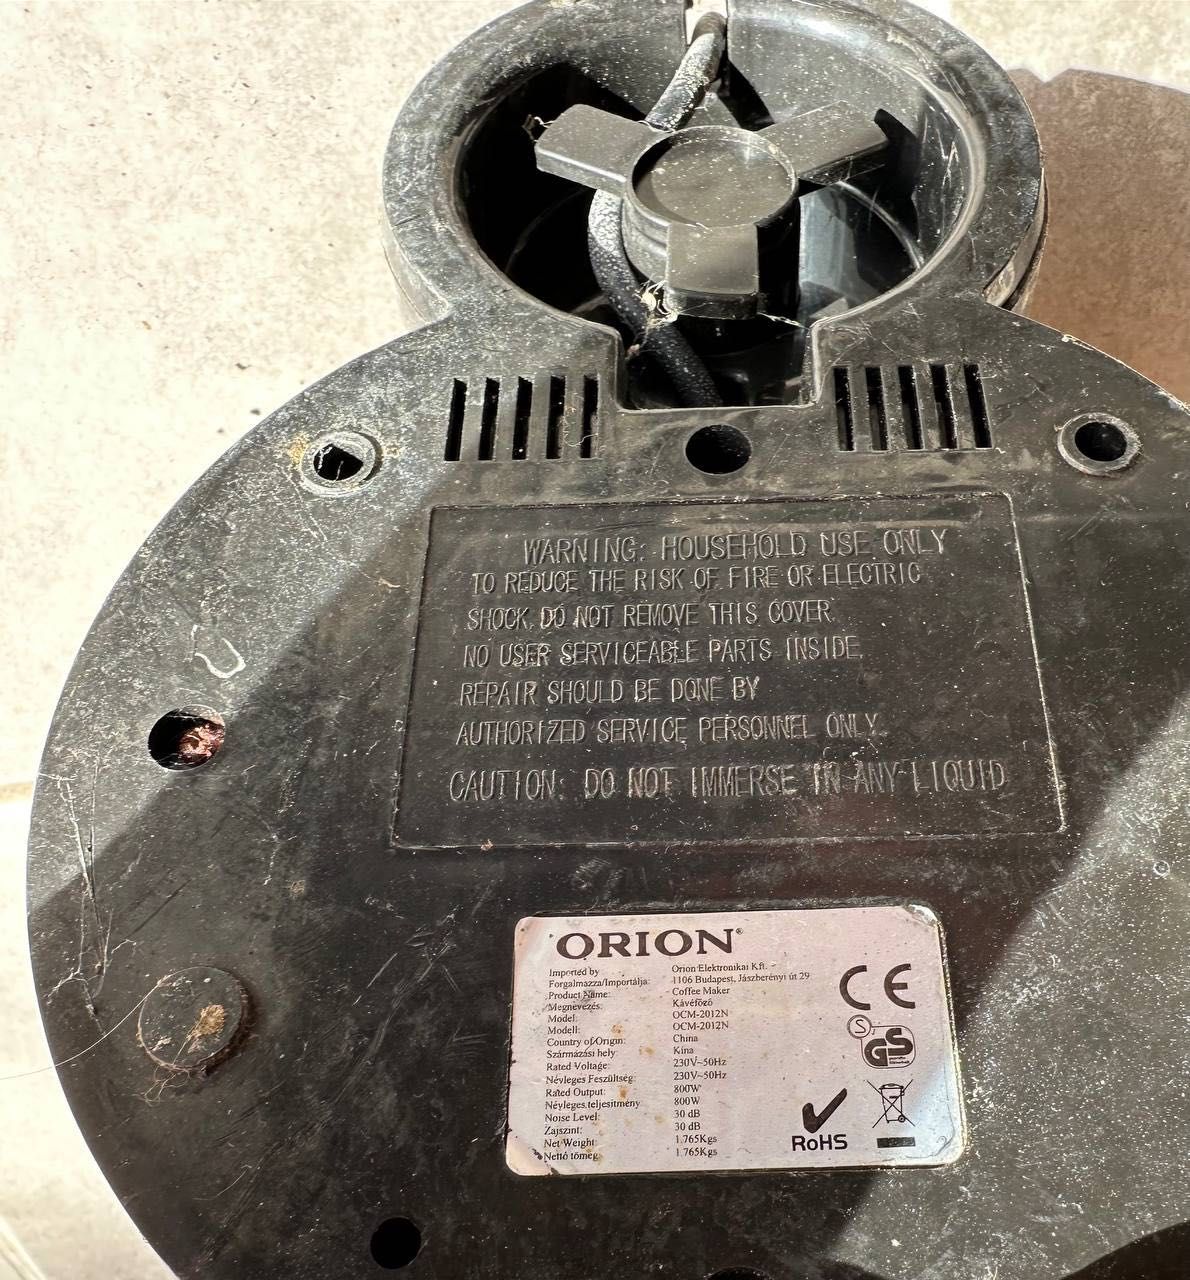 WARNING: HOUSEHOLD USE ONLY
TO REDUCE THE RISK OF FIRE OR ELECTRIC
SHOCK, DO NOT REMOVE THIS COVER.
NO USER SERVICEABLE PARTS INSIDE.
REPAIR SHOULD BE DONE BY
AUTHORIZED SERVICE PERSONNEL ONLY.
CAUTION: DO NOT IMMERSE IN ANY LIQUID
ORION®
Imported by Orion Elektronikai Kft.
Forgalmazza/Importálja: 1106 Budapest, Jászberényi út 29
Product Name: Coffee Maker
Megnevezés: Kávéfőző
Model: OCM-2012N
Modell: OCM-2012N
Country of Origin: China
Származási hely Kína
Rated Voltage: 230V~50Hz
Névleges Feszültség: 230V~50Hz
Rated Output: 800W
Névleges teljesítmény 800W
Noise Level: 30 dB
Zajszint: 30 dB
Net Weight: 1.765Kgs
Nettó tömeg 1.765Kgs
CE
S
GS
RoHS